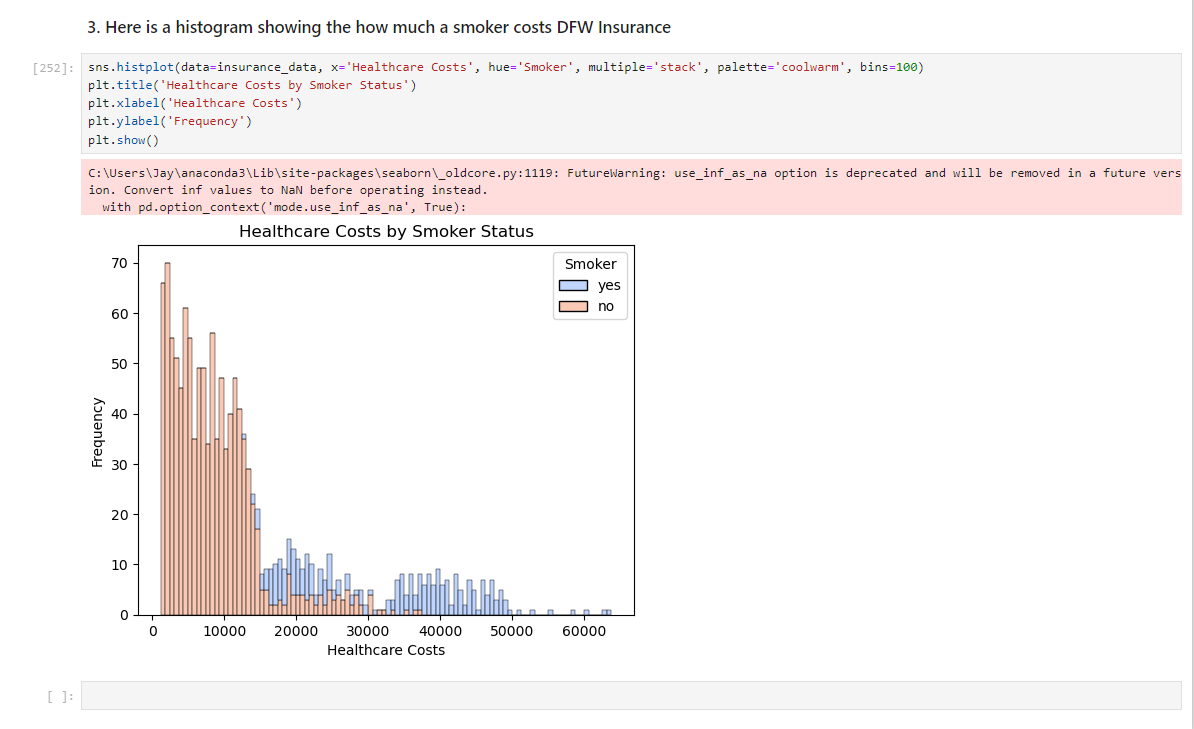 3. Here is a histogram showing the how much a smoker costs DFW Insurance
[252]: sns.histplot(data=insurance_data, x='Healthcare Costs', hue='Smoker', multiple='stack', palette='coolwarm', bins=100)
plt.title('Healthcare Costs by Smoker Status')
plt.xlabel('Healthcare Costs')
plt.ylabel('Frequency')
plt.show()
C:\Users\Jay\anaconda3\Lib\site-packages\seaborn\_oldcore.py:1119: FutureWarning: use_inf_as_na option is deprecated and will be removed in a future vers
ion. Convert inf values to NaN before operating instead.
with pd.option_context('mode.use_inf_as_na', True):
Healthcare Costs by Smoker Status
Smoker
yes
no
Frequency
70
60
50
40
30
20
10
0
0 10000 20000 30000 40000 50000 60000
Healthcare Costs
[ ]: